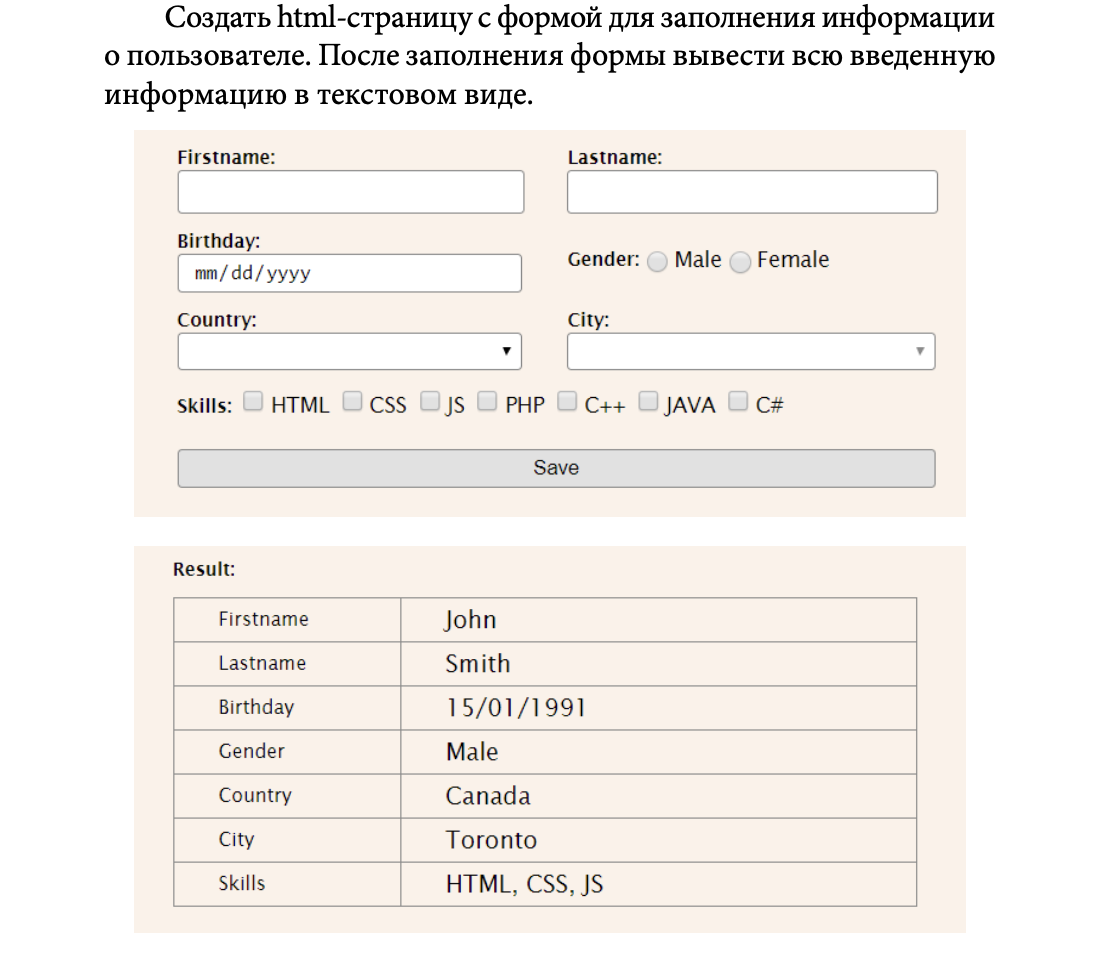 Создать html-страницу с формой для заполнения информации
о пользователе. После заполнения формы вывести всю введенную
информацию в текстовом виде.
Firstname: Lastname:
Birthday:
mm/dd/yyyy
Gender: Male Female
Country: City:
Skills: HTML CSS JS PHP C++ JAVA C#
Save
Result:
Firstname John
Lastname Smith
Birthday 15/01/1991
Gender Male
Country Canada
City Toronto
Skills HTML, CSS, JS